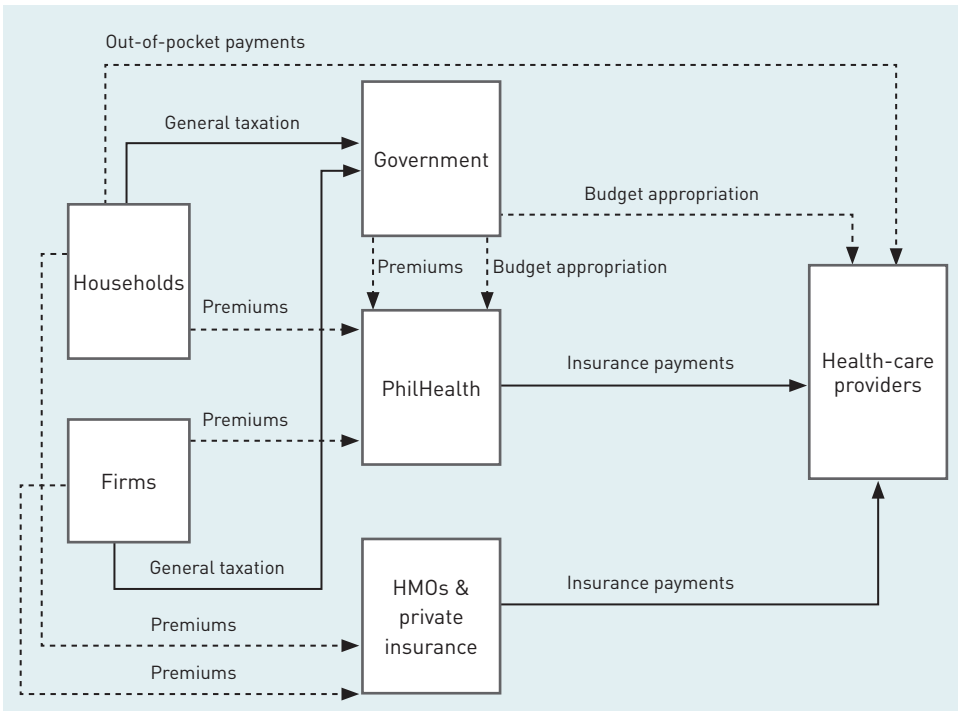 Out-of-pocket payments
General taxation
Government
Budget appropriation
Households
Premiums
Budget appropriation
Premiums
PhilHealth
Insurance payments
Health-care
providers
Premiums
Firms
General taxation
HMOs &
private
insurance
Insurance payments
Premiums
Premiums